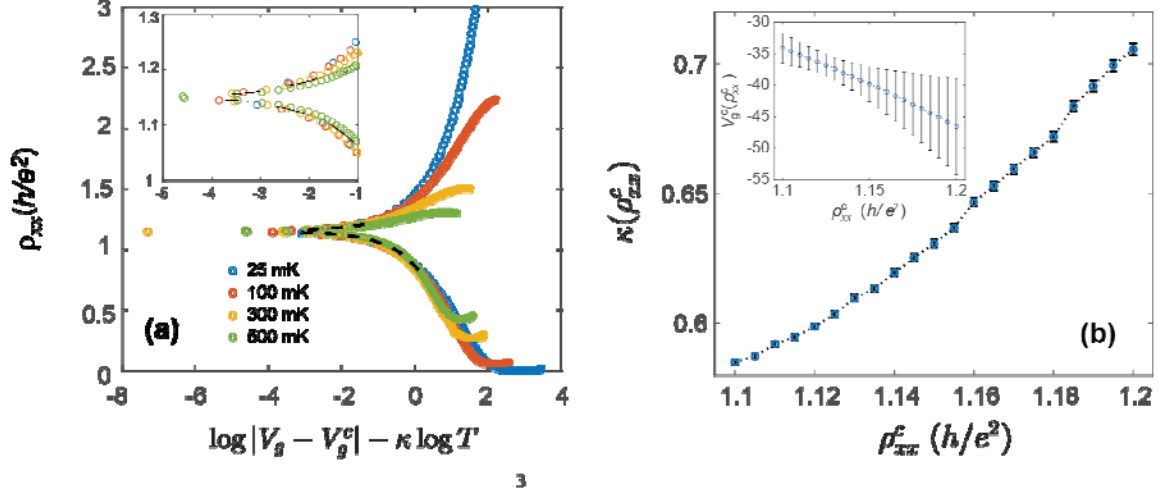 3
2.5
2
1.5
1
0.5
0
ρxx(h/e²)
-8 -6 -4 -2 0 2 4
log |Vg − Vgᶜ| − κ log T
1.3
1.2
1.1
1
-6 -5 -4 -3 -2 -1
25 mK
100 mK
300 mK
500 mK
(a)
0.7
0.65
0.6
κ(ρᶜxx)
1.1 1.12 1.14 1.16 1.18 1.2
ρᶜxx (h/e²)
-30
-35
-40
-45
-50
-55
Vgᶜ(ρᶜxx)
1.1 1.15 1.2
ρᶜxx (h/e²)
(b)
3